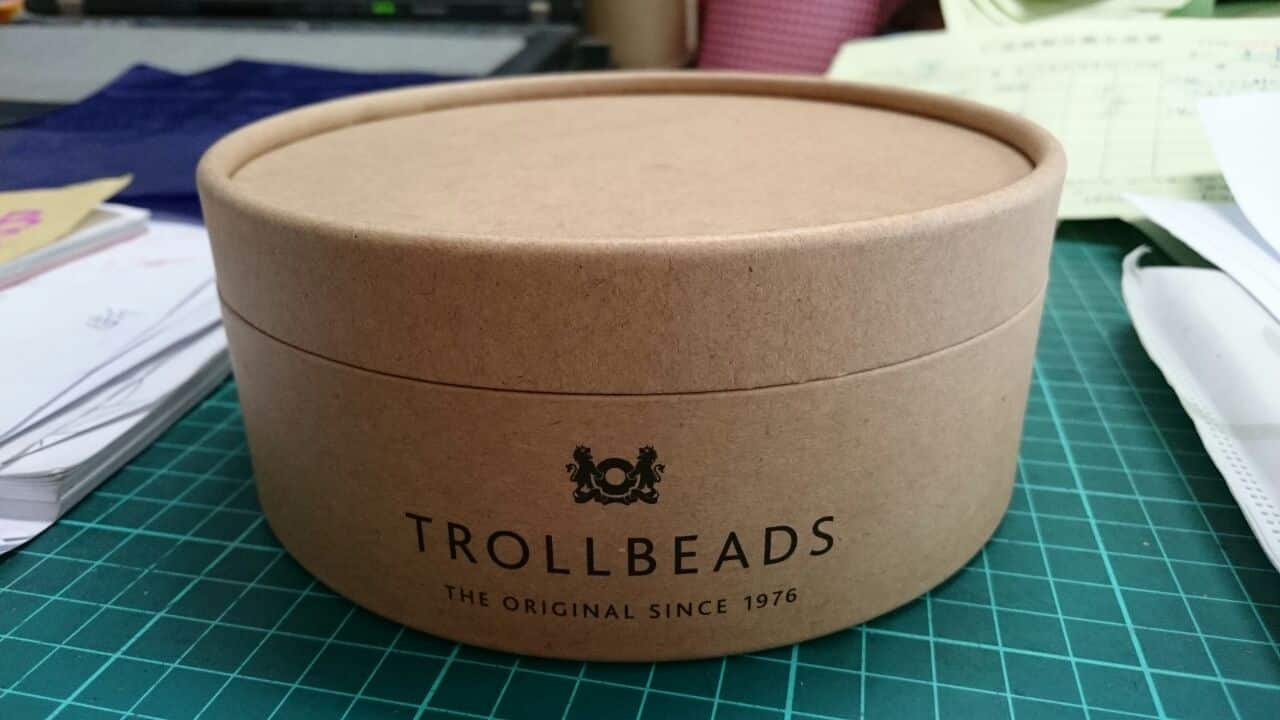 TROLLBEADS
THE ORIGINAL SINCE 1976